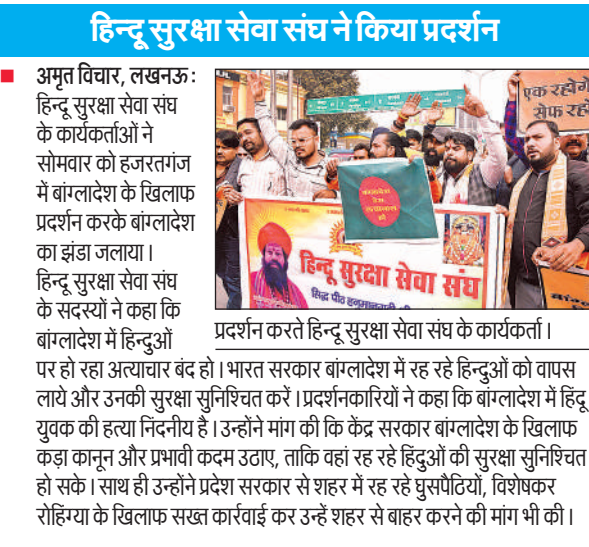 हिन्दू सुरक्षा सेवा संघ ने किया प्रदर्शन
अमृत विचार, लखनऊ :
हिन्दू सुरक्षा सेवा संघ
के कार्यकर्ताओं ने
सोमवार को हजरतगंज
में बांग्लादेश के खिलाफ
प्रदर्शन करके बांग्लादेश
का झंडा जलाया।
हिन्दू सुरक्षा सेवा संघ
के सदस्यों ने कहा कि
बांग्लादेश में हिन्दुओं
एक रहोगे
सेफ रहो
हिन्दू सुरक्षा सेवा संघ
सिद्ध पीठ
प्रदर्शन करते हिन्दू सुरक्षा सेवा संघ के कार्यकर्ता।
पर हो रहा अत्याचार बंद हो। भारत सरकार बांग्लादेश में रह रहे हिन्दुओं को वापस
लाये और उनकी सुरक्षा सुनिश्चित करें। प्रदर्शनकारियों ने कहा कि बांग्लादेश में हिंदू
युवक की हत्या निंदनीय है। उन्होंने मांग की कि केंद्र सरकार बांग्लादेश के खिलाफ
कड़ा कानून और प्रभावी कदम उठाए, ताकि वहां रह रहे हिंदुओं की सुरक्षा सुनिश्चित
हो सके। साथ ही उन्होंने प्रदेश सरकार से शहर में रह रहे घुसपैठियों, विशेषकर
रोहिंग्या के खिलाफ सख्त कार्रवाई कर उन्हें शहर से बाहर करने की मांग भी की।